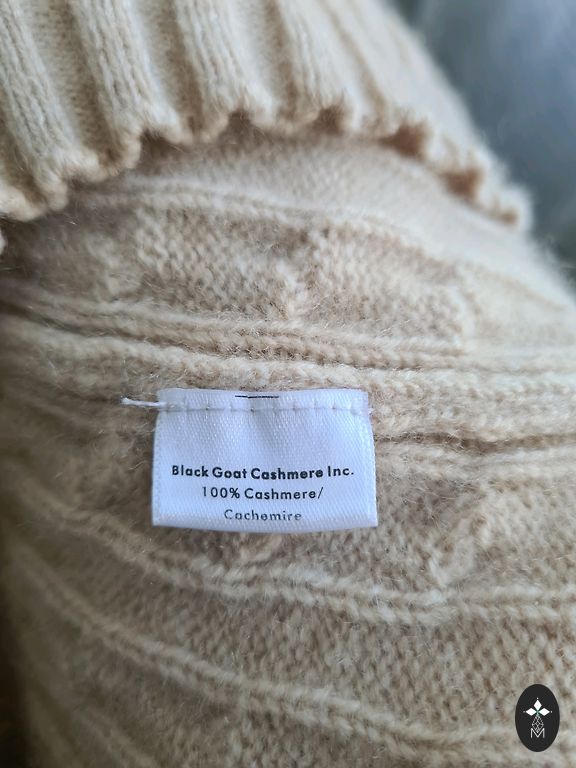 Black Goat Cashmere Inc.
100% Cashmere/
Cachemire
M